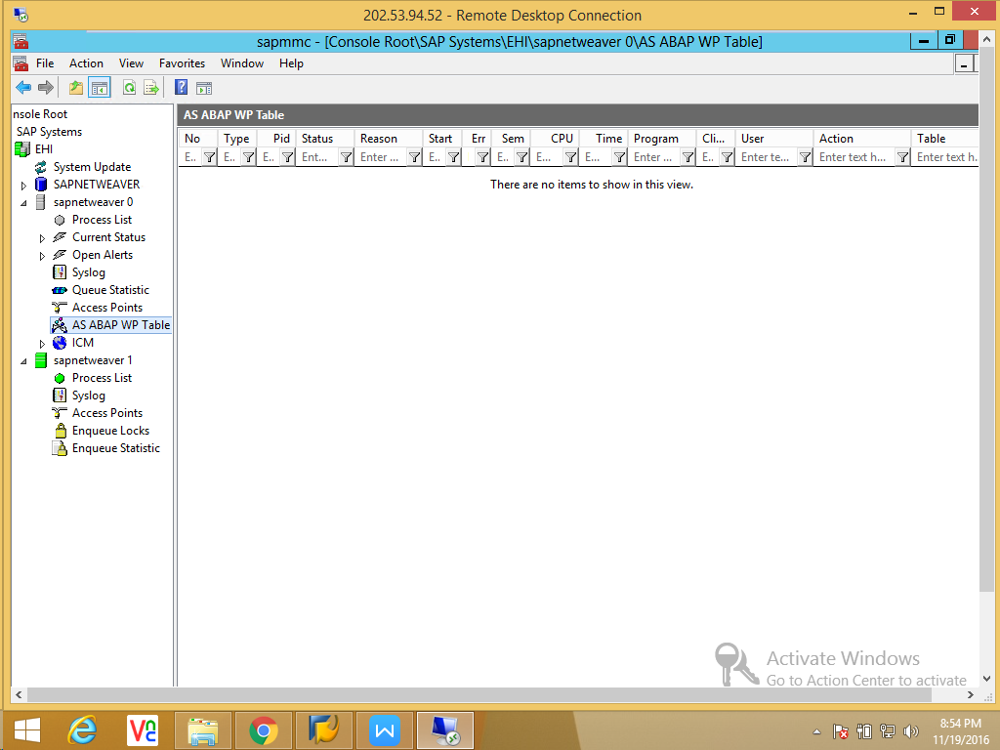 202.53.94.52 - Remote Desktop Connection
sapmmc - [Console Root\SAP Systems\EHI\sapnetweaver 0\AS ABAP WP Table]
File Action View Favorites Window Help
nsole Root
SAP Systems
EHI
System Update
SAPNETWEAVER
sapnetweaver 0
Process List
Current Status
Open Alerts
Syslog
Queue Statistic
Access Points
AS ABAP WP Table
ICM
sapnetweaver 1
Process List
Syslog
Access Points
Enqueue Locks
Enqueue Statistic
AS ABAP WP Table
No Type Pid Status Reason Start Err Sem CPU Time Program Cli... User Action Table
E.. E.. E.. Ent... Enter ... E.. E.. E... E... Enter ... E.. Enter te... Enter text h... Enter text h.
There are no items to show in this view.
Activate Windows
Go to Action Center to activate
8:54 PM
11/19/2016